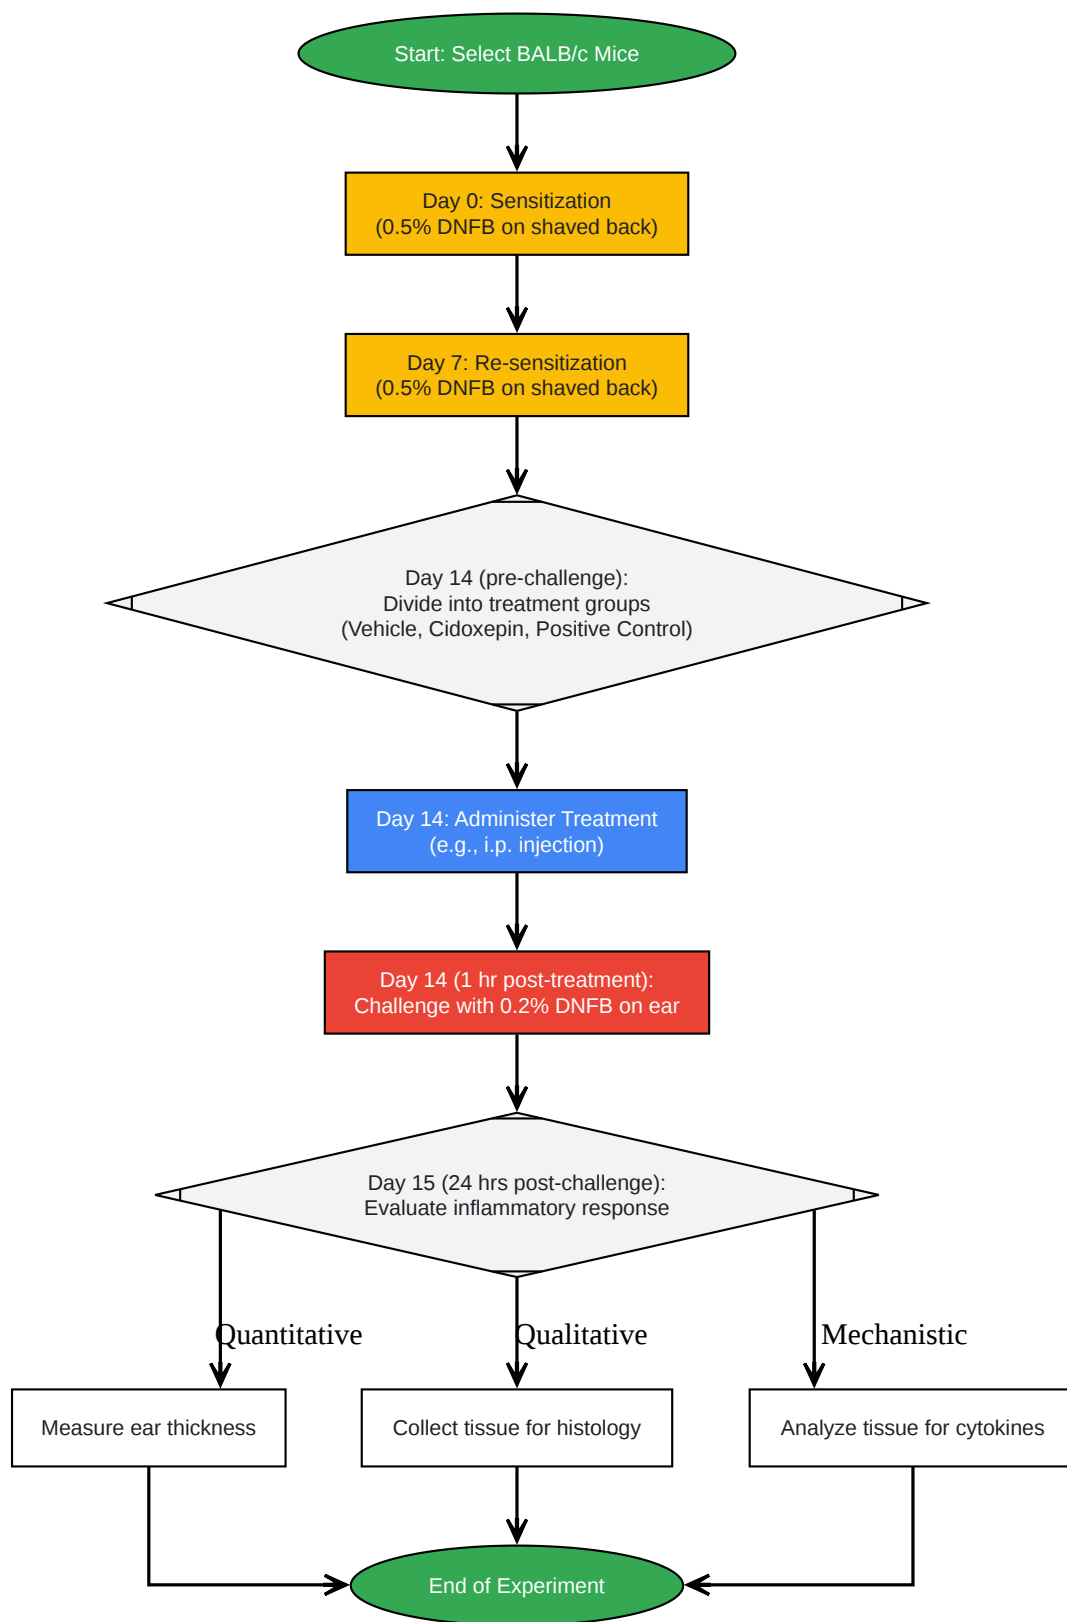 Start: Select BALB/c Mice
Day 0: Sensitization
(0.5% DNFB on shaved back)
Day 7: Re-sensitization
(0.5% DNFB on shaved back)
Day 14 (pre-challenge):
Divide into treatment groups
(Vehicle, Cidoxepin, Positive Control)
Day 14: Administer Treatment
(e.g., i.p. injection)
Day 14 (1 hr post-treatment):
Challenge with 0.2% DNFB on ear
Day 15 (24 hrs post-challenge):
Evaluate inflammatory response
Quantitative
Qualitative
Mechanistic
Measure ear thickness
Collect tissue for histology
Analyze tissue for cytokines
End of Experiment